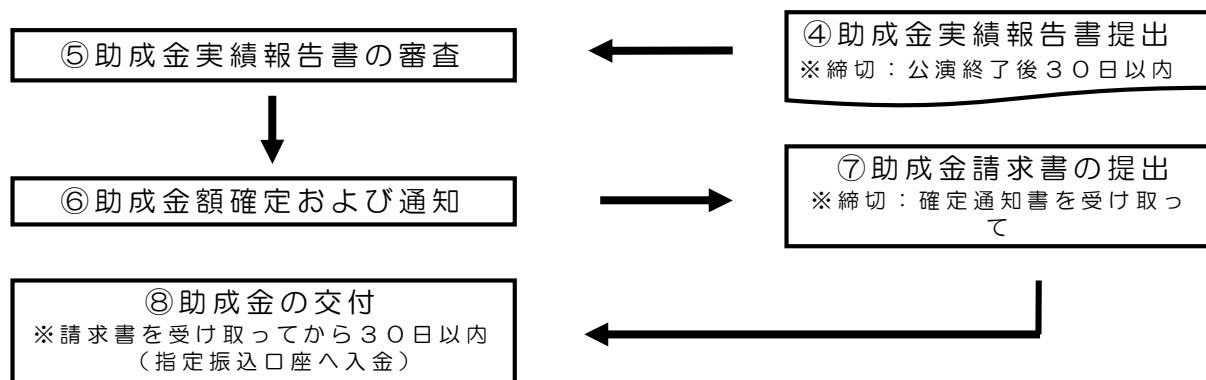 ④助成金実績報告書提出
※締切：公演終了後３０日以内
⑤助成金実績報告書の審査
⑥助成金額確定および通知
⑦助成金請求書の提出
※締切：確定通知書を受け取っ
て
⑧助成金の交付
※請求書を受け取ってから３０日以内
（指定振込口座へ入金）